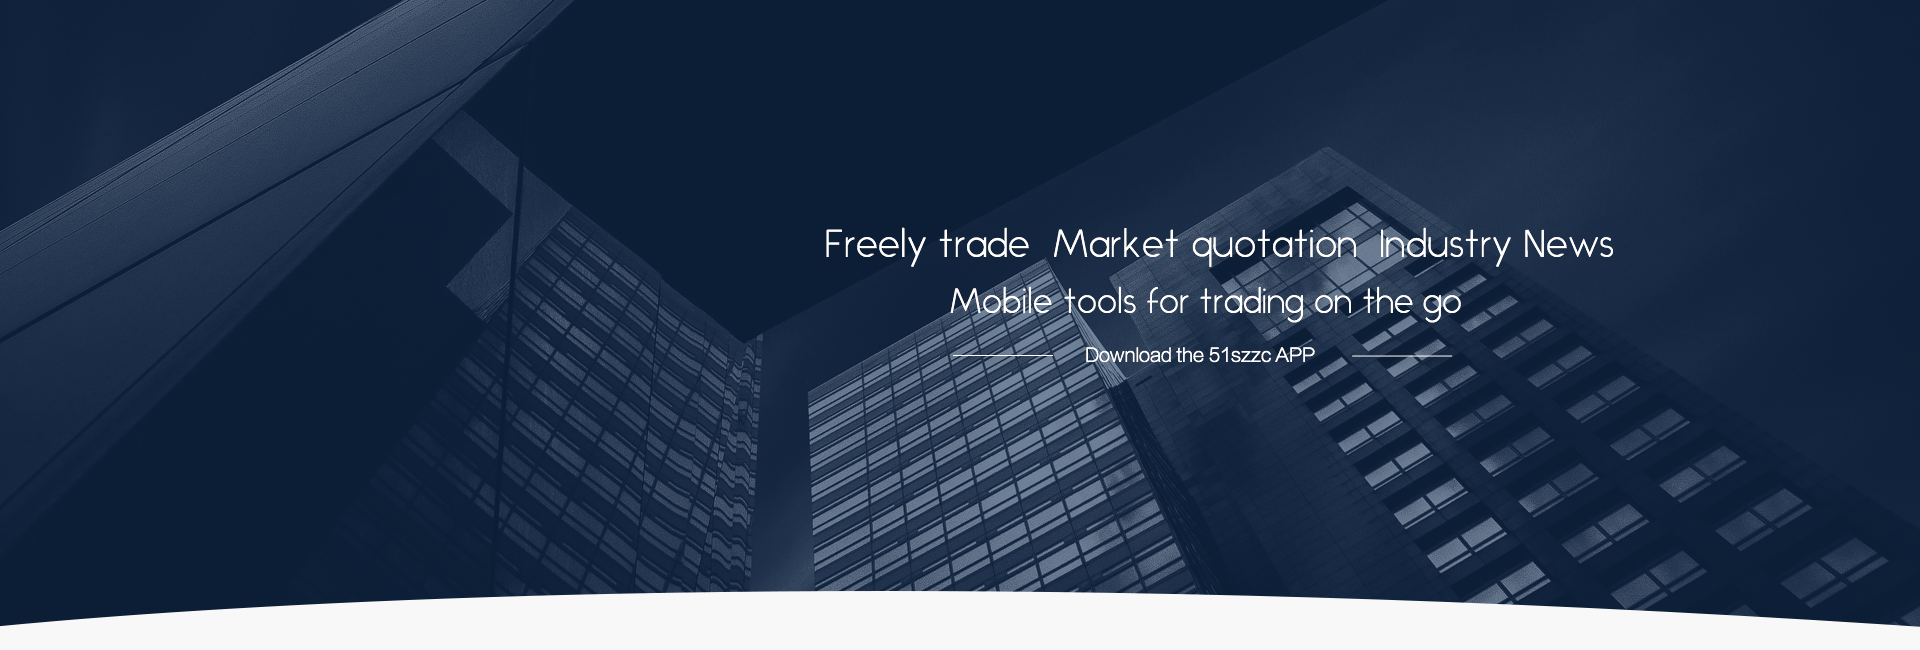 Freely trade Market quotation Industry News
Mobile tools for trading on the go
Download the 51szzc APP